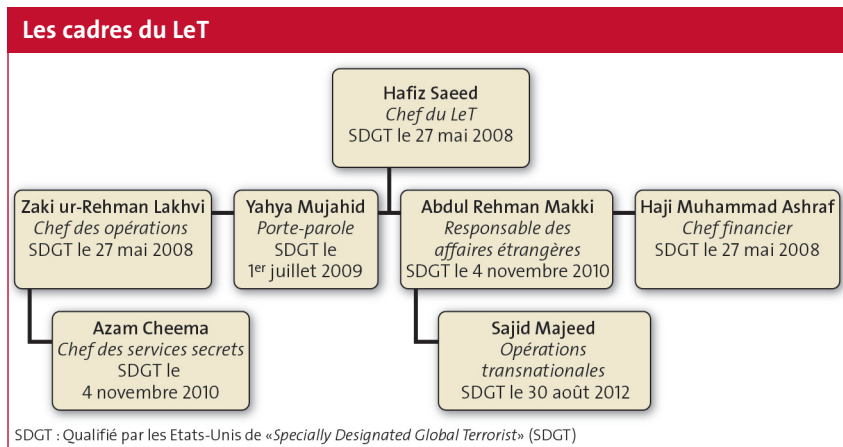 Les cadres du LeT
Hafiz Saeed
Chef du LeT
SDGT le 27 mai 2008
Zaki ur-Rehman Lakhvi
Chef des opérations
SDGT le 27 mai 2008
Yahya Mujahid
Porte-parole
SDGT le
1er juillet 2009
Abdul Rehman Makki
Responsable des
affaires étrangères
SDGT le 4 novembre 2010
Haji Muhammad Ashraf
Chef financier
SDGT le 27 mai 2008
Azam Cheema
Chef des services secrets
SDGT le
4 novembre 2010
Sajid Majeed
Opérations
transnationales
SDGT le 30 août 2012
SDGT : Qualifié par les Etats-Unis de «Specially Designated Global Terrorist» (SDGT)